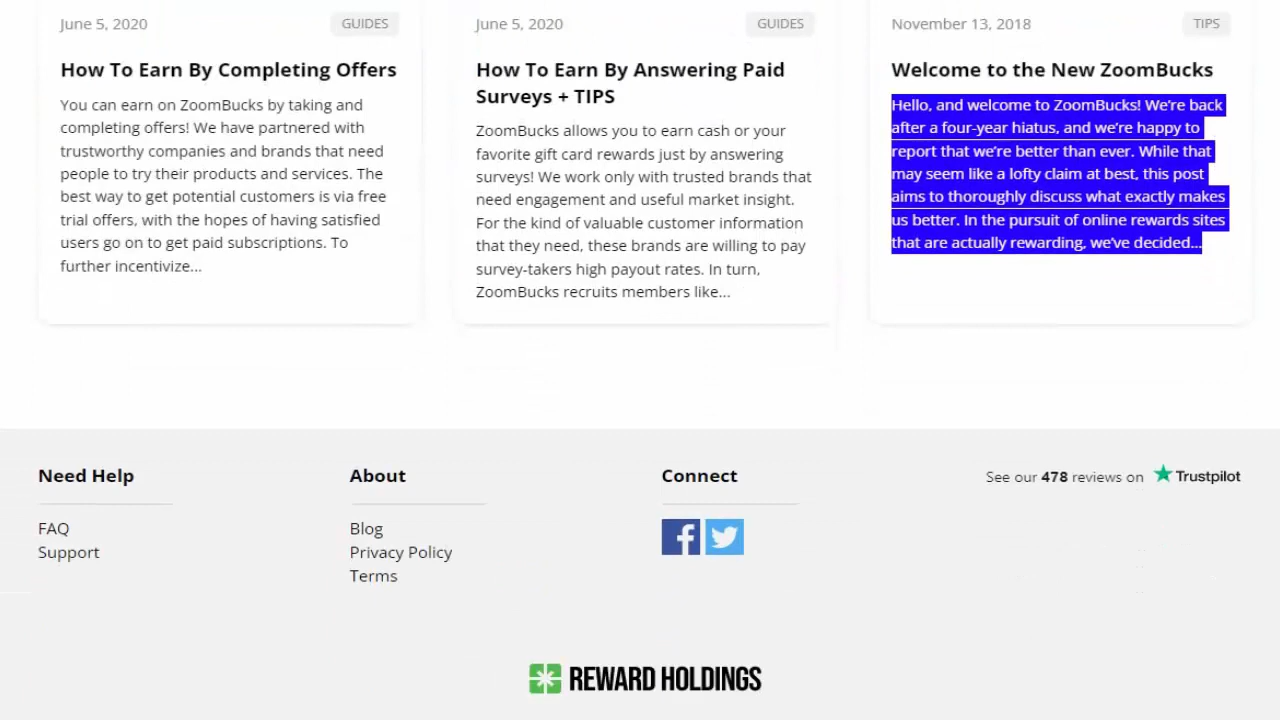 June 5, 2020 GUIDES
How To Earn By Completing Offers
You can earn on ZoomBucks by taking and
completing offers! We have partnered with
trustworthy companies and brands that need
people to try their products and services. The
best way to get potential customers is via free
trial offers, with the hopes of having satisfied
users go on to get paid subscriptions. To
further incentivize...
June 5, 2020 GUIDES
How To Earn By Answering Paid
Surveys + TIPS
ZoomBucks allows you to earn cash or your
favorite gift card rewards just by answering
surveys! We work only with trusted brands that
need engagement and useful market insight.
For the kind of valuable customer information
that they need, these brands are willing to pay
survey-takers high payout rates. In turn,
ZoomBucks recruits members like...
November 13, 2018 TIPS
Welcome to the New ZoomBucks
Hello, and welcome to ZoomBucks! We're back
after a four-year hiatus, and we're happy to
report that we're better than ever. While that
may seem like a lofty claim at best, this post
aims to thoroughly discuss what exactly makes
us better. In the pursuit of online rewards sites
that are actually rewarding, we've decided...
Need Help
FAQ
Support
About
Blog
Privacy Policy
Terms
Connect
See our 478 reviews on Trustpilot
REWARD HOLDINGS